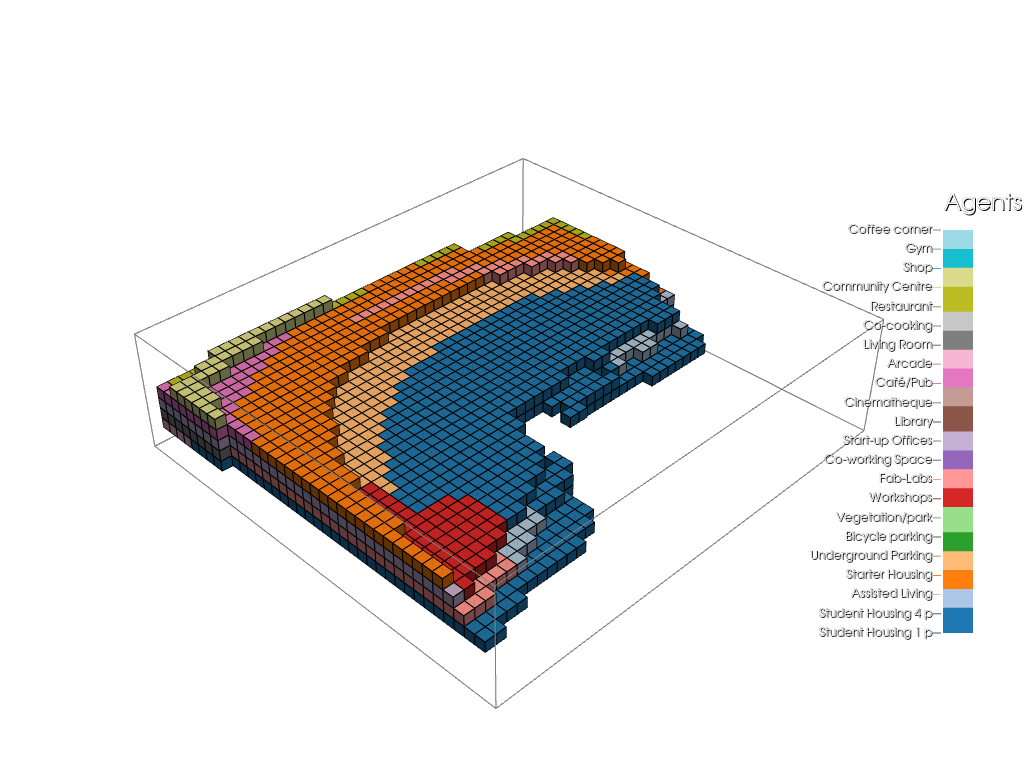 Agents
Coffee corner
Gym
Shop
Community Centre
Restaurant
Co-cooking
Living Room
Arcade
Café/Pub
Cinematheque
Library
Start-up Offices
Co-working Space
Fab-Labs
Workshops
Vegetation/park
Bicycle parking
Underground Parking
Starter Housing
Assisted Living
Student Housing 4 p
Student Housing 1 p